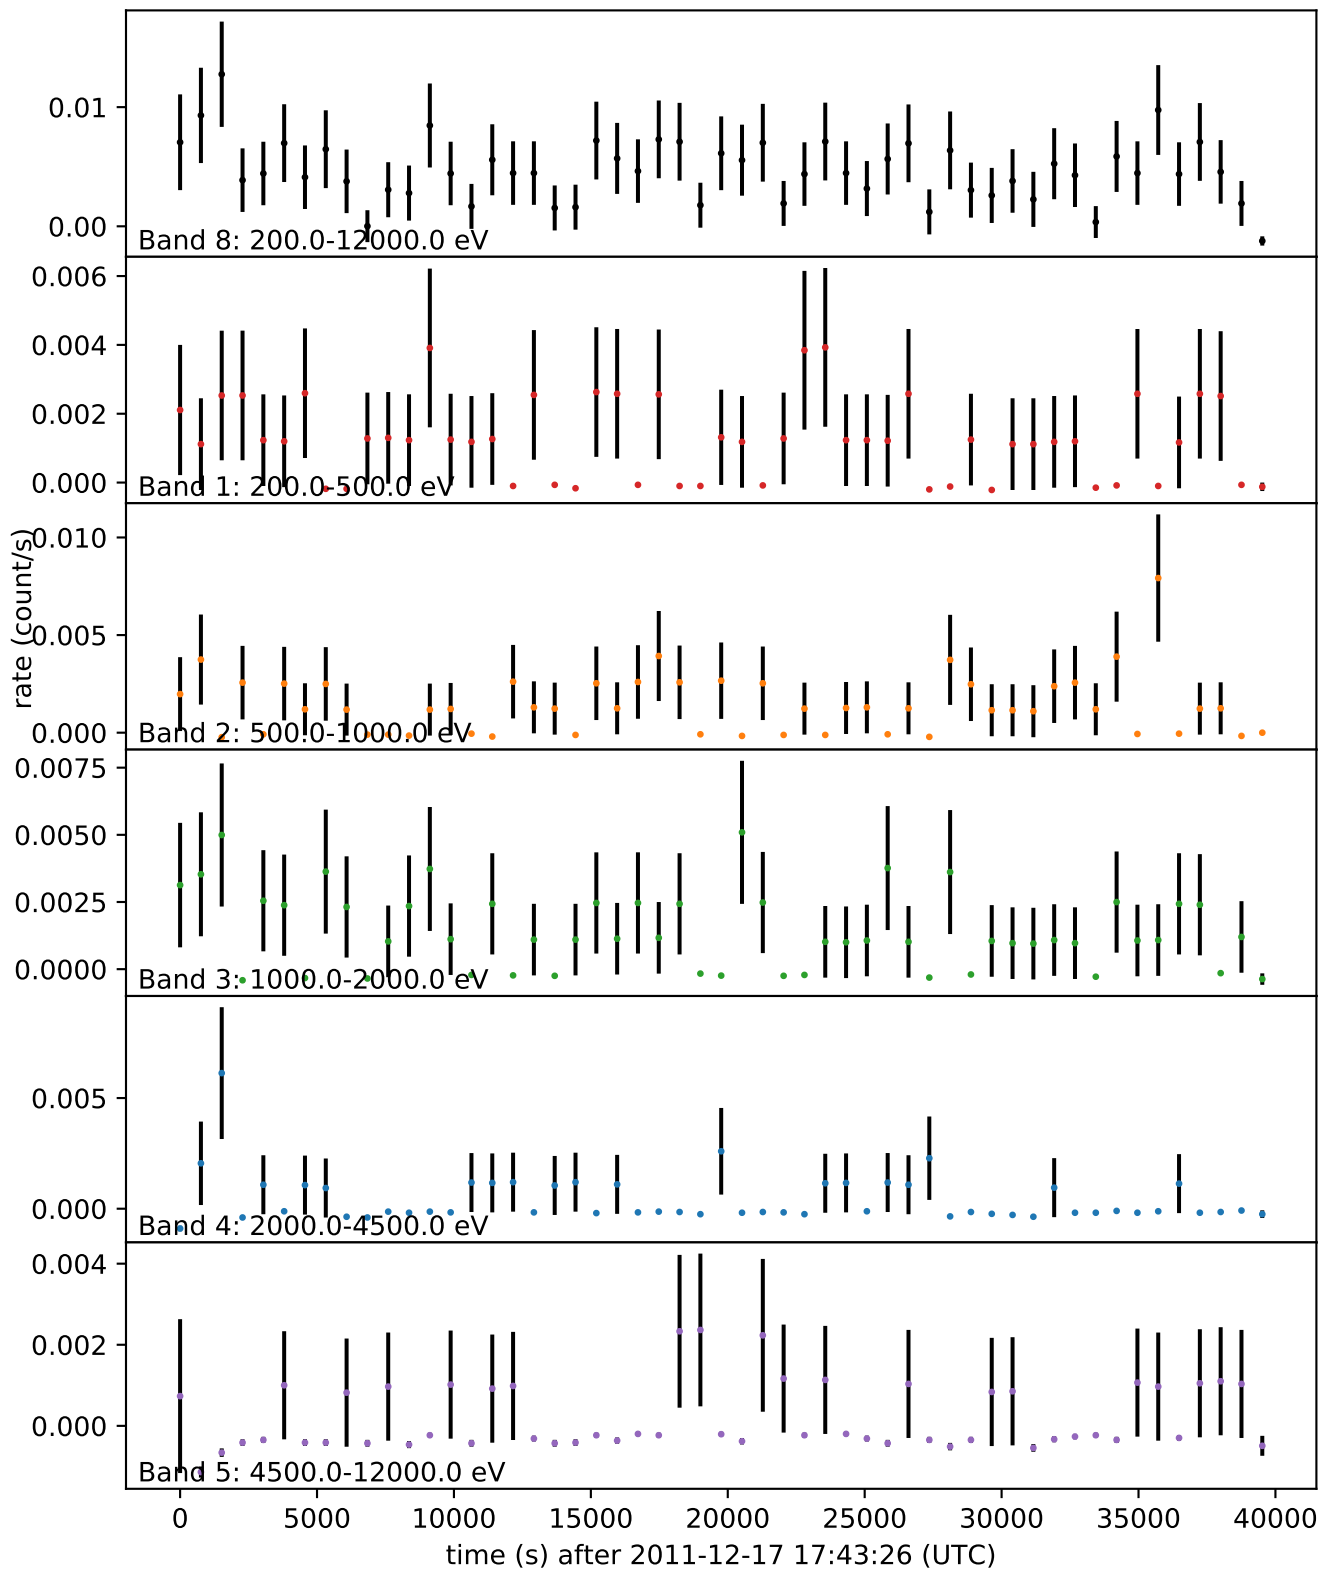 0.01
0.00
Band 8: 200.0-12000.0 eV
0.006
0.004
0.002
0.000
Band 1: 200.0-500.0 eV
0.010
0.005
0.000
Band 2: 500.0-1000.0 eV
rate (count/s)
0.0075
0.0050
0.0025
0.0000
Band 3: 1000.0-2000.0 eV
0.005
0.000
Band 4: 2000.0-4500.0 eV
0.004
0.002
0.000
Band 5: 4500.0-12000.0 eV
0 5000 10000 15000 20000 25000 30000 35000 40000
time (s) after 2011-12-17 17:43:26 (UTC)